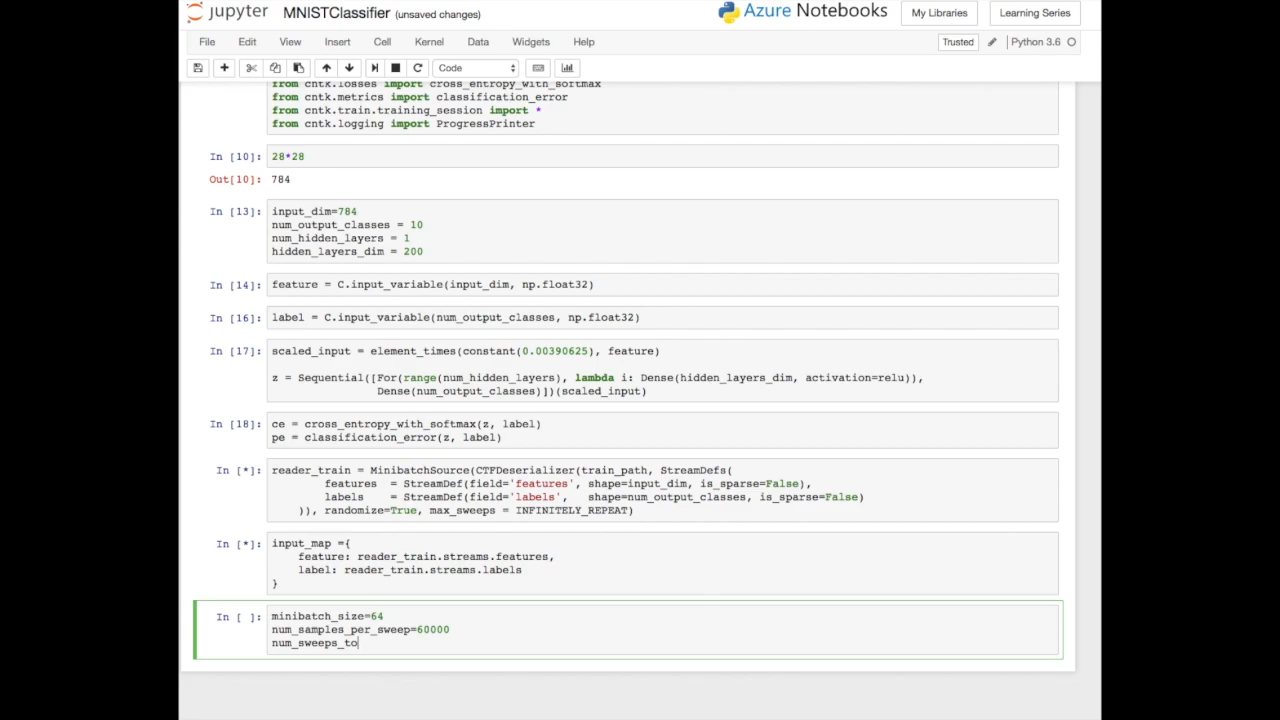 jupyter MNISTClassifier (unsaved changes) Azure Notebooks My Libraries Learning Series
File Edit View Insert Cell Kernel Data Widgets Help Trusted Python 3.6
Code
from cntk.losses import cross_entropy_with_softmax
from cntk.metrics import classification_error
from cntk.train.training_session import *
from cntk.logging import ProgressPrinter
In [10]: 28*28
Out[10]: 784
In [13]: input_dim=784
num_output_classes = 10
num_hidden_layers = 1
hidden_layers_dim = 200
In [14]: feature = C.input_variable(input_dim, np.float32)
In [16]: label = C.input_variable(num_output_classes, np.float32)
In [17]: scaled_input = element_times(constant(0.00390625), feature)
z = Sequential([For(range(num_hidden_layers), lambda i: Dense(hidden_layers_dim, activation=relu)),
Dense(num_output_classes)])(scaled_input)
In [18]: ce = cross_entropy_with_softmax(z, label)
pe = classification_error(z, label)
In [*]: reader_train = MinibatchSource(CTFDeserializer(train_path, StreamDefs(
features = StreamDef(field='features', shape=input_dim, is_sparse=False),
labels = StreamDef(field='labels', shape=num_output_classes, is_sparse=False)
)), randomize=True, max_sweeps = INFINITELY_REPEAT)
In [*]: input_map ={
feature: reader_train.streams.features,
label: reader_train.streams.labels
}
In [ ]: minibatch_size=64
num_samples_per_sweep=60000
num_sweeps_to